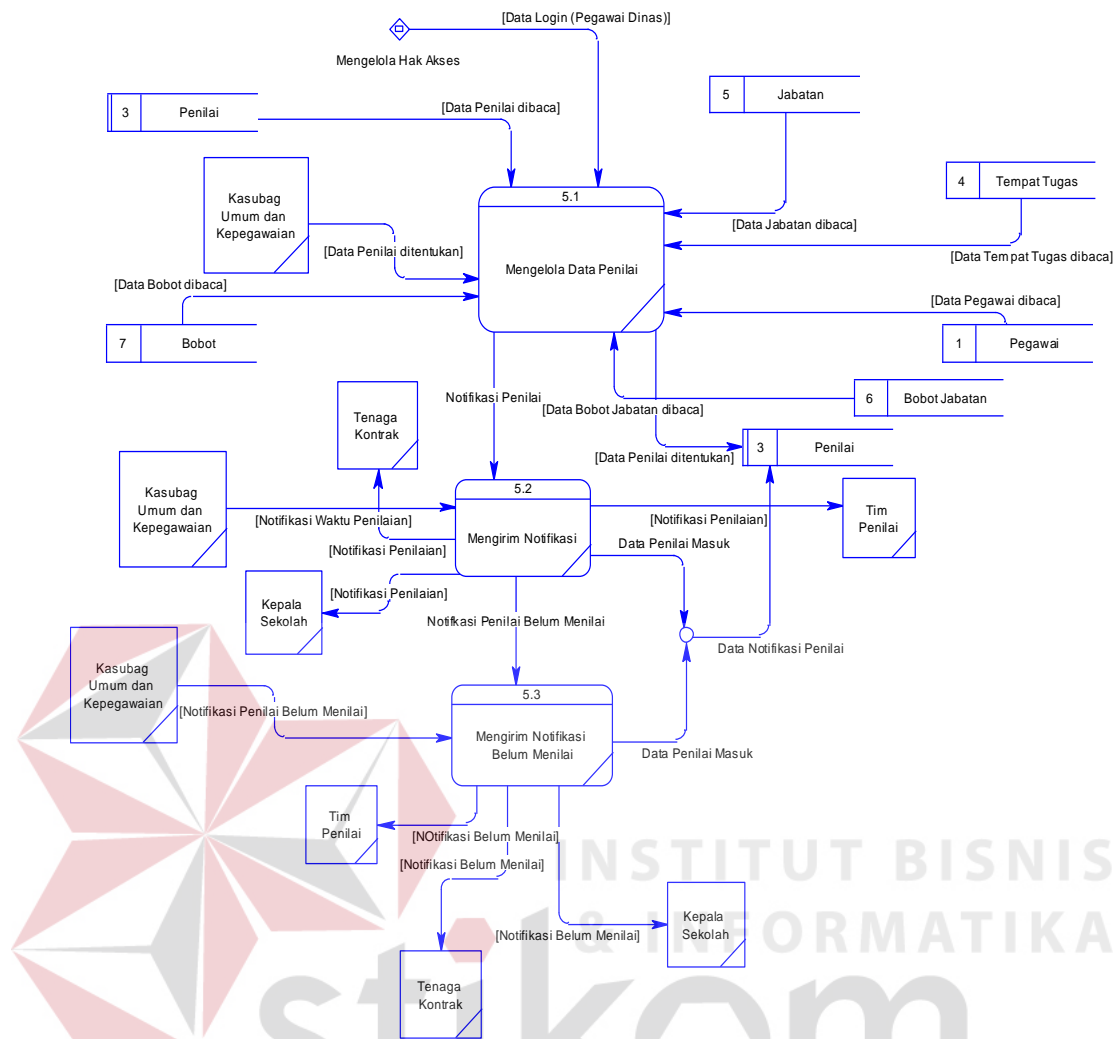 [Data Login (Pegawai Dinas)]
Mengelola Hak Akses
3 Penilai
[Data Penilai dibaca]
5 Jabatan
Kasubag
Umum dan
Kepegawaian
4 Tempat Tugas
5.1
[Data Jabatan dibaca]
[Data Penilai ditentukan]
[Data Tempat Tugas dibaca]
Mengelola Data Penilai
[Data Bobot dibaca]
[Data Pegawai dibaca]
7 Bobot
1 Pegawai
Notifikasi Penilai
[Data Bobot Jabatan dibaca]
6 Bobot Jabatan
Tenaga
Kontrak
3 Penilai
[Data Penilai ditentukan]
Kasubag
Umum dan
Kepegawaian
5.2
[Notifikasi Waktu Penilaian]
[Notifikasi Penilaian]
Tim
Penilai
Mengirim Notifikasi
Data Penilai Masuk
[Notifikasi Penilaian]
[Notifikasi Penilaian]
Kepala
Sekolah
Notifkasi Penilai Belum Menilai
Data Notifikasi Penilai
Kasubag
Umum dan
Kepegawaian
5.3
[Notifikasi Penilai Belum Menilai]
Mengirim Notifikasi
Belum Menilai
Data Penilai Masuk
Tim
Penilai
[NOtifikasi Belum Menilai]
[Notifikasi Belum Menilai]
INSTITUT BISNIS
& INFORMATIKA
Kepala
Sekolah
[Notifikasi Belum Menilai]
Tenaga
Kontrak
stikom